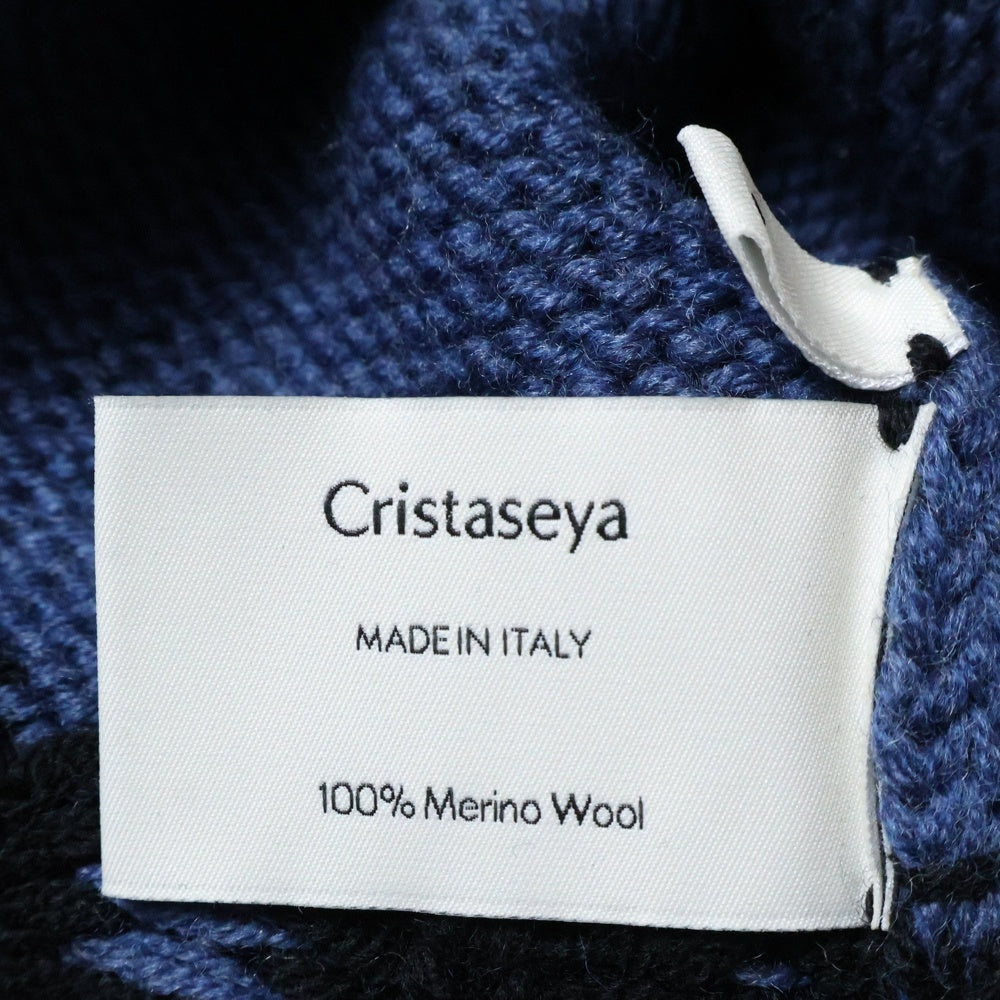 Cristaseya
MADE IN ITALY
100% Merino Wool